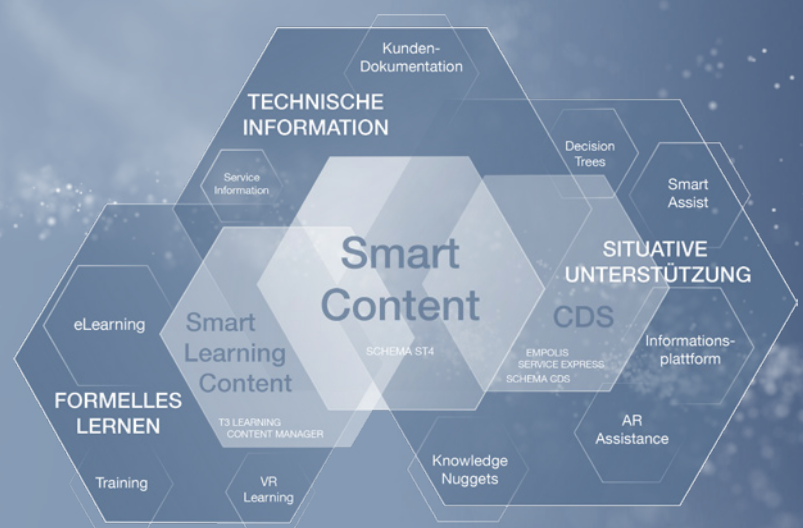 Kunden-
Dokumentation
TECHNISCHE
INFORMATION
Service
Information
Decision
Trees
Smart
Assist
SITUATIVE
UNTERSTÜTZUNG
Smart
Content
SCHEMA ST4
CDS
EMPOLIS
SERVICE EXPRESS
SCHEMA CDS
Informations-
plattform
AR
Assistance
Knowledge
Nuggets
eLearning
Smart
Learning
Content
T3 LEARNING
CONTENT MANAGER
FORMELLES
LERNEN
Training
VR
Learning